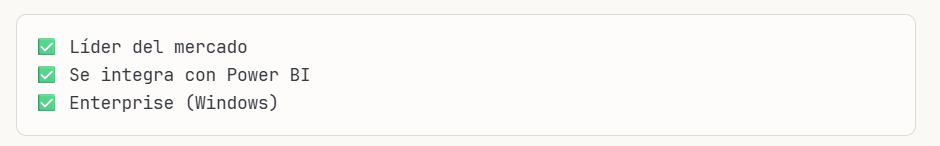 ✅ Líder del mercado
✅ Se integra con Power BI
✅ Enterprise (Windows)